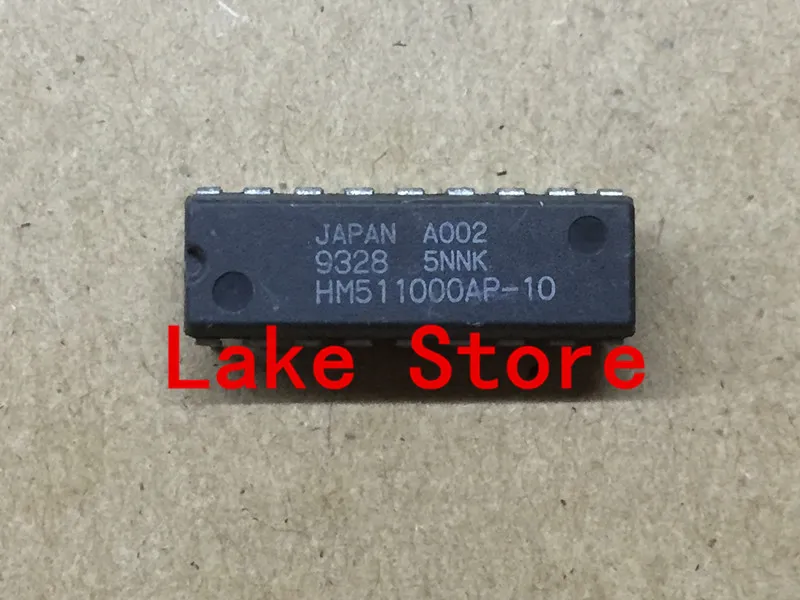 JAPAN A002
9328 5NNK
HM511000AP-10
Lake Store